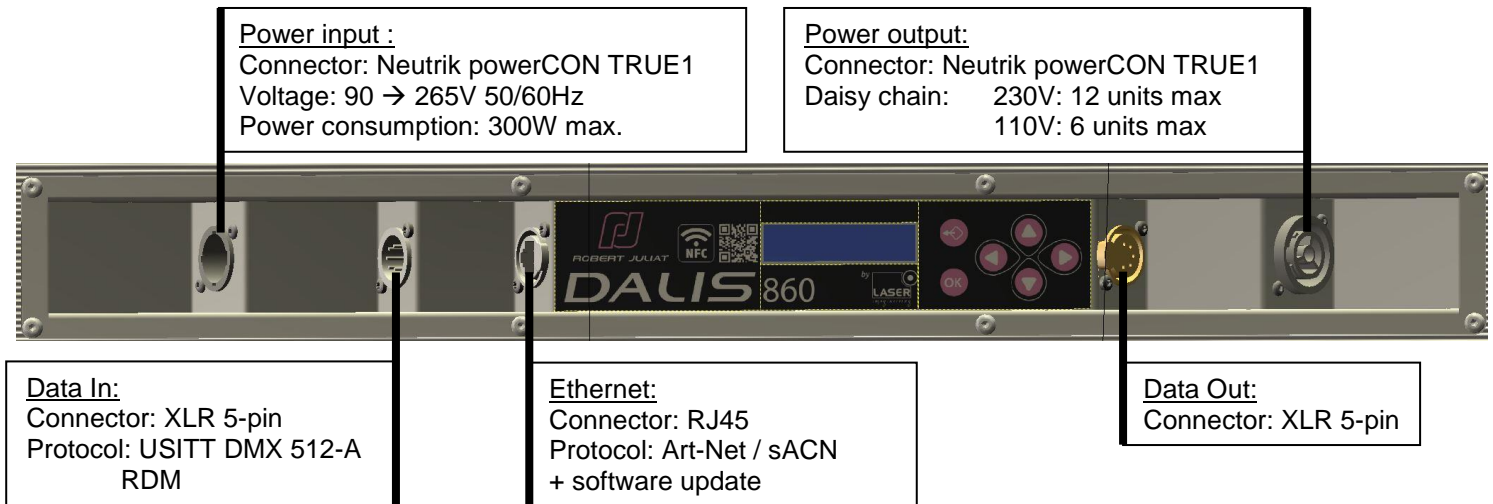 Power input :
Connector: Neutrik powerCON TRUE1
Voltage: 90 → 265V 50/60Hz
Power consumption: 300W max.
Power output:
Connector: Neutrik powerCON TRUE1
Daisy chain: 230V: 12 units max
110V: 6 units max
ROBERT JULIAT
NFC
DALIS 860
by
LASER
OK
Data In:
Connector: XLR 5-pin
Protocol: USITT DMX 512-A
RDM
Ethernet:
Connector: RJ45
Protocol: Art-Net / sACN
+ software update
Data Out:
Connector: XLR 5-pin